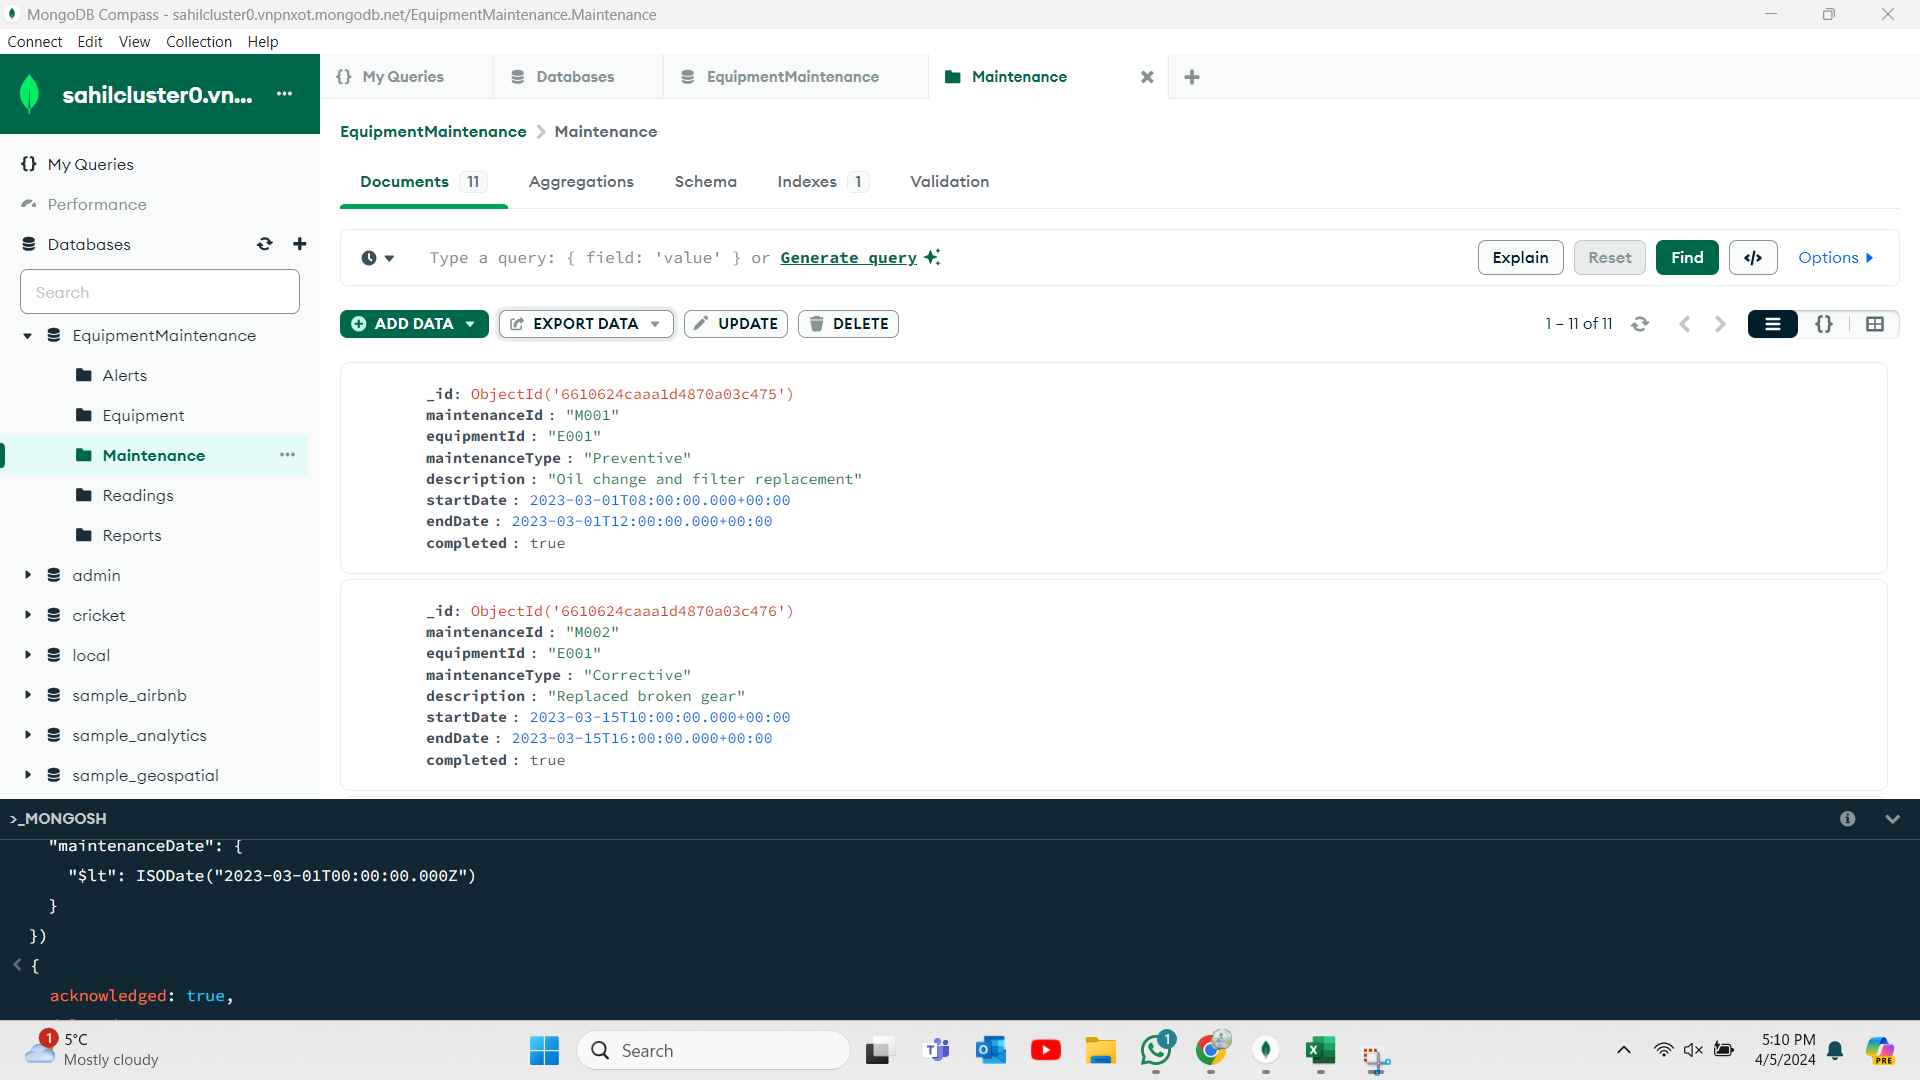 MongoDB Compass - sahilcluster0.vnpnxot.mongodb.net/EquipmentMaintenance.Maintenance
Connect Edit View Collection Help
sahilcluster0.vn... ...
My Queries
Performance
Databases
Search
EquipmentMaintenance
Alerts
Equipment
Maintenance ...
Readings
Reports
admin
cricket
local
sample_airbnb
sample_analytics
sample_geospatial
{} My Queries
Databases
EquipmentMaintenance
Maintenance
EquipmentMaintenance > Maintenance
Documents 11 Aggregations Schema Indexes 1 Validation
Type a query: { field: 'value' } or Generate query
Explain Reset Find </> Options
ADD DATA EXPORT DATA UPDATE DELETE
1 – 11 of 11 {}
_id: ObjectId('6610624caaa1d4870a03c475')
maintenanceId : "M001"
equipmentId : "E001"
maintenanceType : "Preventive"
description : "Oil change and filter replacement"
startDate : 2023-03-01T08:00:00.000+00:00
endDate : 2023-03-01T12:00:00.000+00:00
completed : true
_id: ObjectId('6610624caaa1d4870a03c476')
maintenanceId : "M002"
equipmentId : "E001"
maintenanceType : "Corrective"
description : "Replaced broken gear"
startDate : 2023-03-15T10:00:00.000+00:00
endDate : 2023-03-15T16:00:00.000+00:00
completed : true
>_MONGOSH
"maintenanceDate": {
"$lt": ISODate("2023-03-01T00:00:00.000Z")
}
})
< {
acknowledged: true,
1
5°C
Mostly cloudy
Search
1
5:10 PM
4/5/2024
PRE